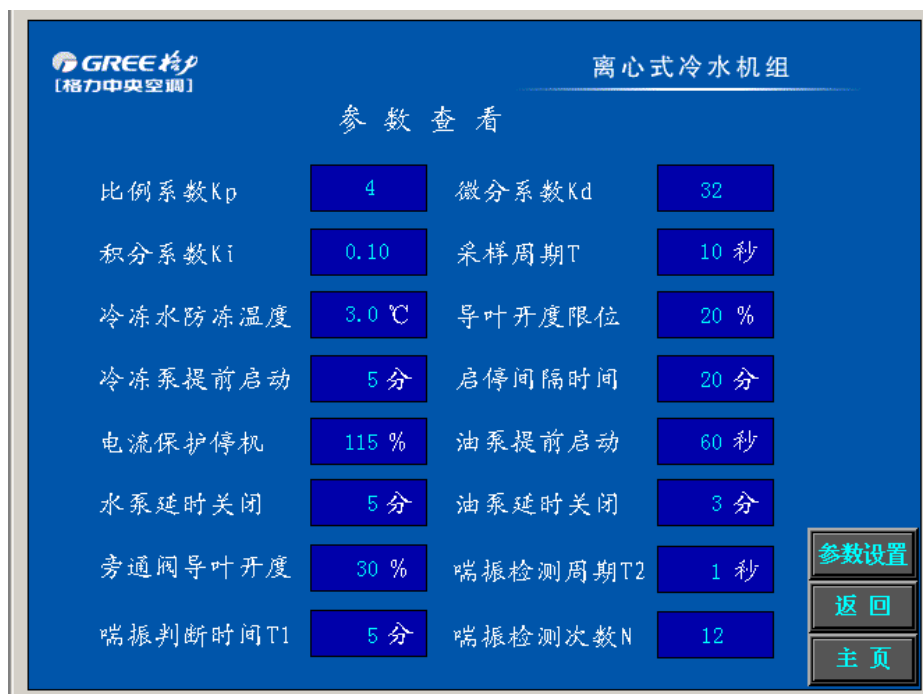 GREE格力
[格力中央空调]
离心式冷水机组
参数查看
比例系数Kp 4 微分系数Kd 32
积分系数Ki 0.10 采样周期T 10 秒
冷冻水防冻温度 3.0 ℃ 导叶开度限位 20 %
冷冻泵提前启动 5 分 启停间隔时间 20 分
电流保护停机 115 % 油泵提前启动 60 秒
水泵延时关闭 5 分 油泵延时关闭 3 分
旁通阀导叶开度 30 % 喘振检测周期T2 1 秒
喘振判断时间T1 5 分 喘振检测次数N 12
参数设置
返回
主页